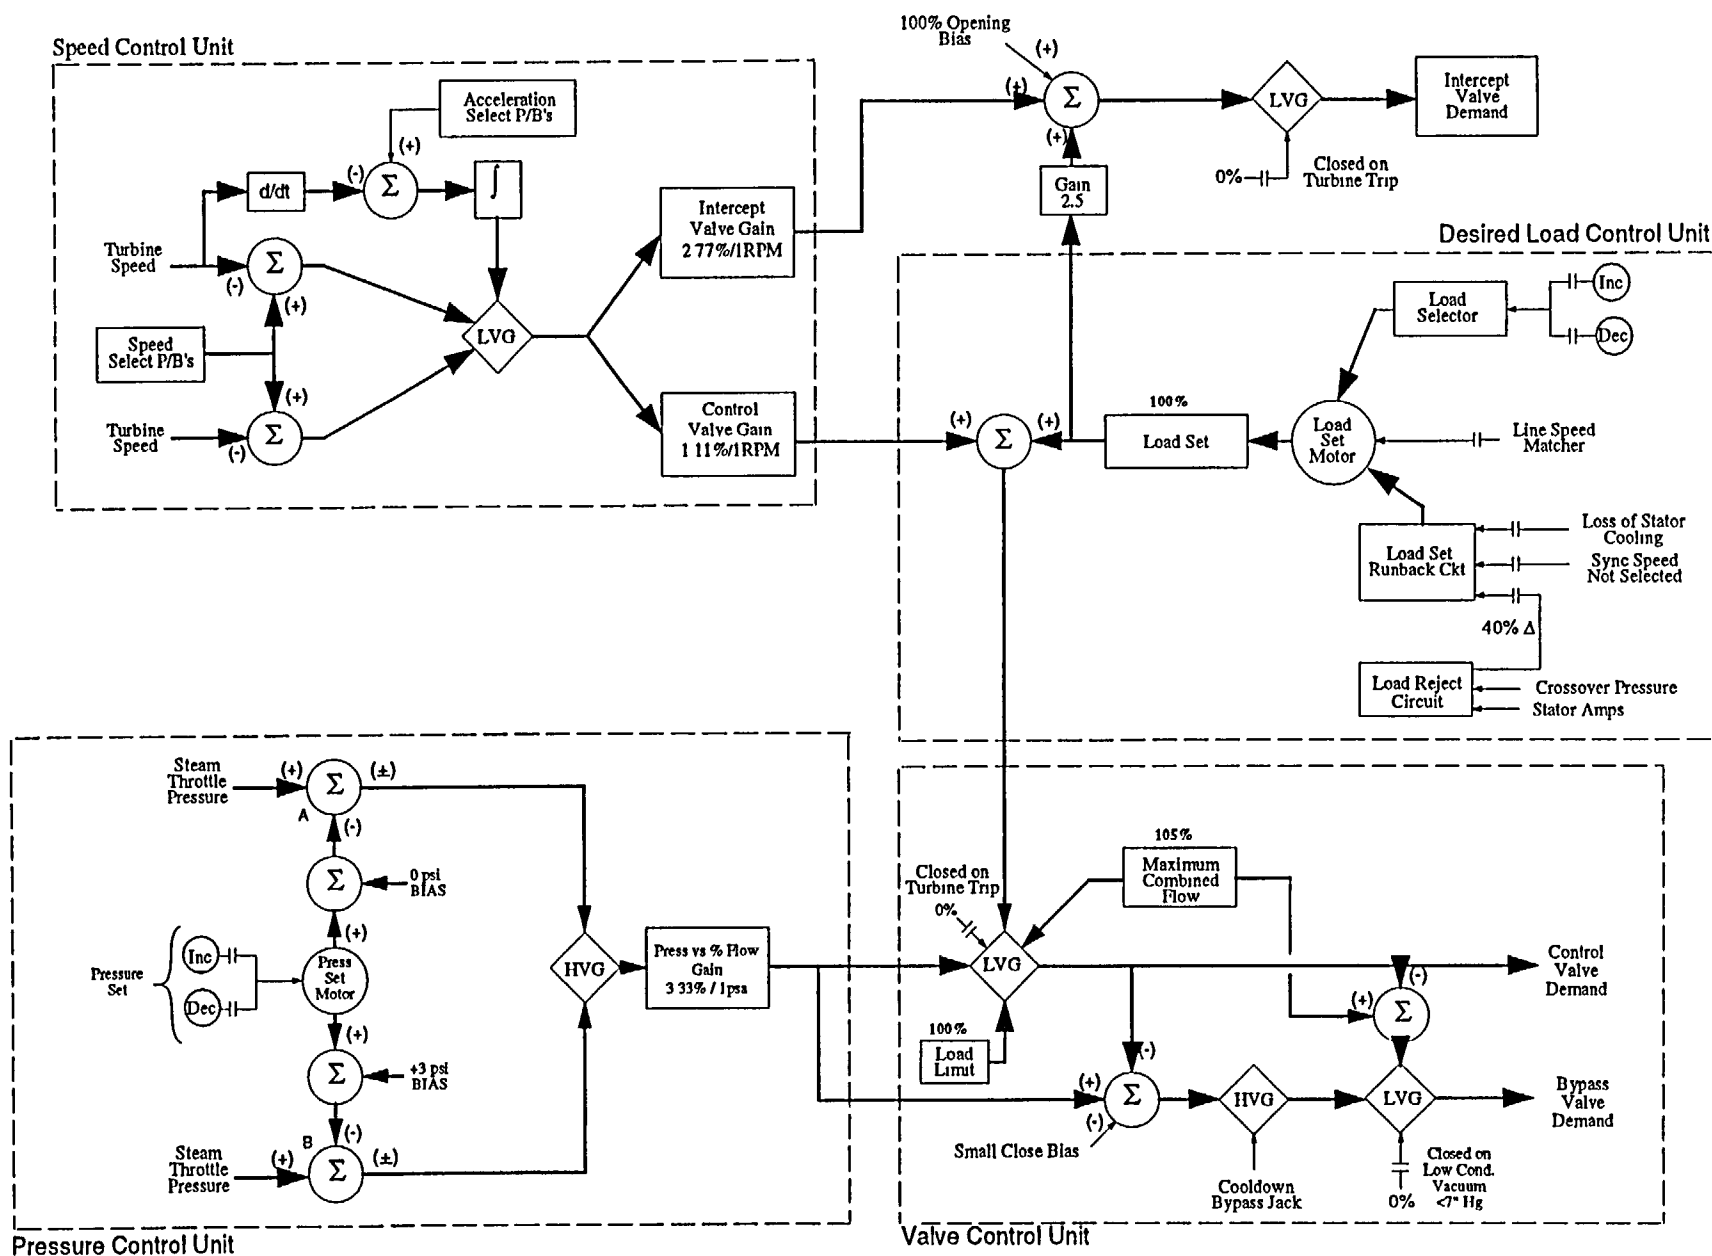 Speed Control Unit
Acceleration
Select P/B's
(+)
(-)
d/dt
Σ
∫
Turbine
Speed
Σ
(-)
(+)
Speed
Select P/B's
LVG
(+)
Turbine
Speed
Σ
(-)
Intercept
Valve Gain
2 77%/1RPM
Control
Valve Gain
1 11%/1RPM
100% Opening
Bias
(+)
(+)
Σ
(+)
Gain
2.5
LVG
0%
Closed on
Turbine Trip
Intercept
Valve
Demand
Desired Load Control Unit
Load
Selector
Inc
Dec
(+)
Σ
(+)
100%
Load Set
Load
Set
Motor
Line Speed
Matcher
Load Set
Runback Ckt
Loss of Stator
Cooling
Sync Speed
Not Selected
40% Δ
Load Reject
Circuit
Crossover Pressure
Stator Amps
Steam
Throttle
Pressure
(+)
Σ
(±)
A
(-)
Σ
0 psi
BIAS
(+)
Pressure
Set
Inc
Dec
Press
Set
Motor
(+)
Σ
+3 psi
BIAS
B
(-)
Steam
Throttle
Pressure
(+)
Σ
(±)
HVG
Press vs % Flow
Gain
3 33% / 1psa
Pressure Control Unit
105%
Maximum
Combined
Flow
Closed on
Turbine Trip
0%
LVG
100%
Load
Limit
(-)
(+)
Σ
(-)
Small Close Bias
HVG
Cooldown
Bypass Jack
(-)
(+)
Σ
LVG
0%
Closed on
Low Cond.
Vacuum
<7" Hg
Control
Valve
Demand
Bypass
Valve
Demand
Valve Control Unit